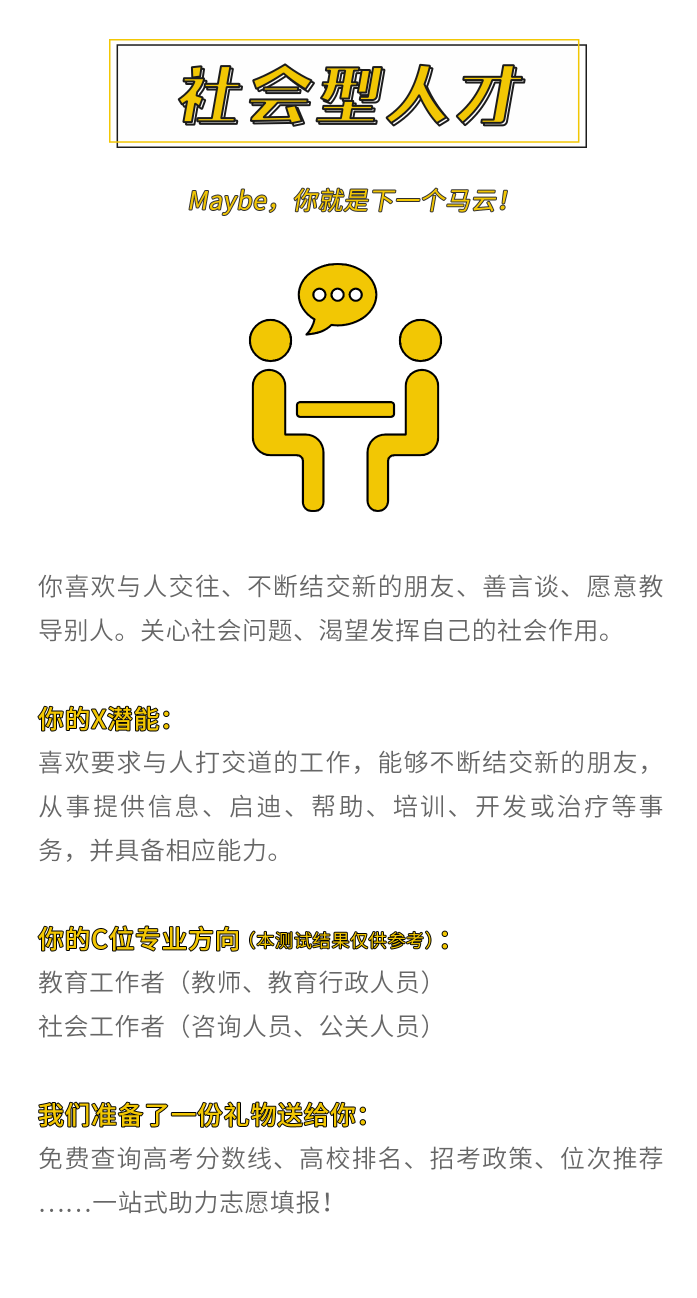 社会型人才
Maybe，你就是下一个马云！
你喜欢与人交往、不断结交新的朋友、善言谈、愿意教
导别人。关心社会问题、渴望发挥自己的社会作用。
你的X潜能：
喜欢要求与人打交道的工作，能够不断结交新的朋友，
从事提供信息、启迪、帮助、培训、开发或治疗等事
务，并具备相应能力。
你的C位专业方向（本测试结果仅供参考）：
教育工作者（教师、教育行政人员）
社会工作者（咨询人员、公关人员）
我们准备了一份礼物送给你：
免费查询高考分数线、高校排名、招考政策、位次推荐
……一站式助力志愿填报！